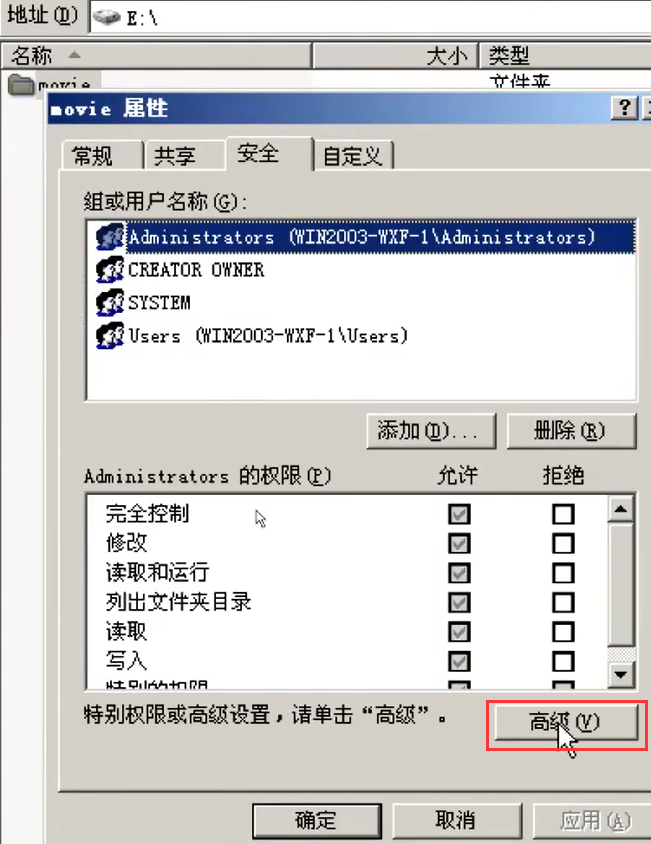 地址(D) E:\
名称 大小 类型
movie 文件夹
movie 属性
常规 共享 安全 自定义
组或用户名称(G):
Administrators (WIN2003-WXF-1\Administrators)
CREATOR OWNER
SYSTEM
Users (WIN2003-WXF-1\Users)
添加(D)... 删除(R)
Administrators 的权限(P) 允许 拒绝
完全控制
修改
读取和运行
列出文件夹目录
读取
写入
特别的权限
特别权限或高级设置，请单击“高级”。 高级(V)
确定 取消 应用(A)